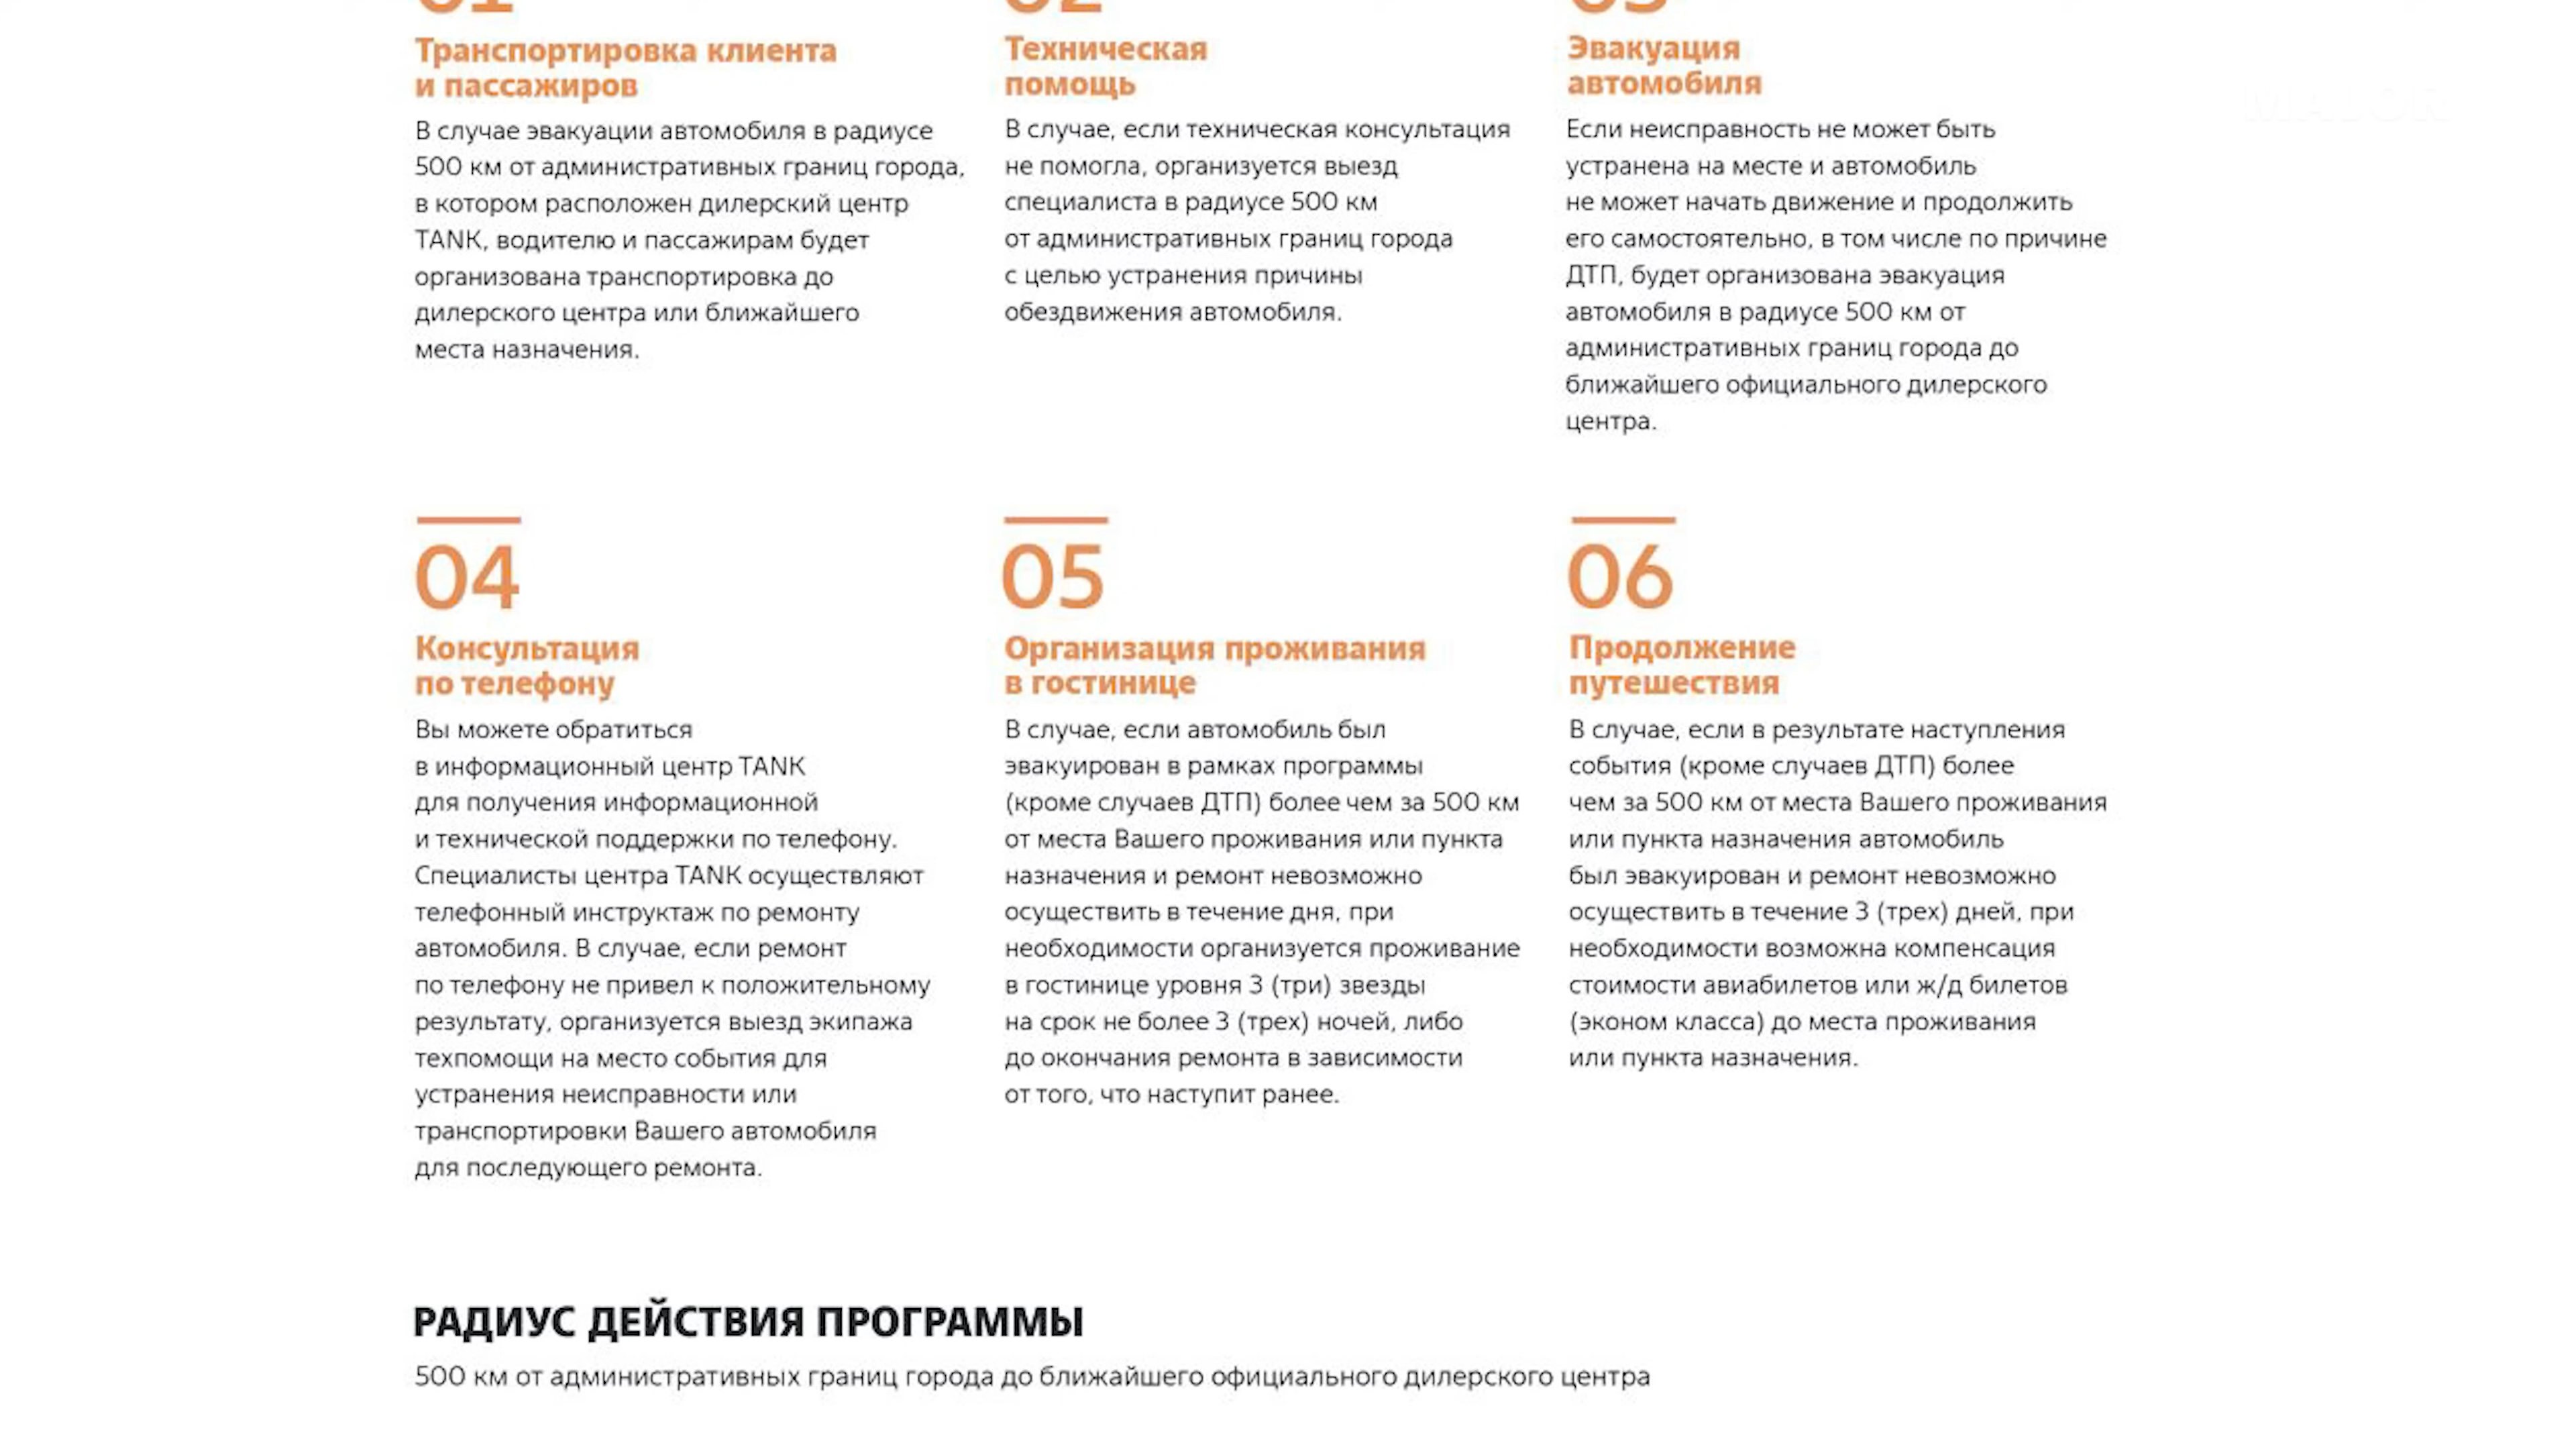 01
Транспортировка клиента
и пассажиров
В случае эвакуации автомобиля в радиусе
500 км от административных границ города,
в котором расположен дилерский центр
TANK, водителю и пассажирам будет
организована транспортировка до
дилерского центра или ближайшего
места назначения.
02
Техническая
помощь
В случае, если техническая консультация
не помогла, организуется выезд
специалиста в радиусе 500 км
от административных границ города
с целью устранения причины
обездвижения автомобиля.
03
Эвакуация
автомобиля
Если неисправность не может быть
устранена на месте и автомобиль
не может начать движение и продолжить
его самостоятельно, в том числе по причине
ДТП, будет организована эвакуация
автомобиля в радиусе 500 км от
административных границ города до
ближайшего официального дилерского
центра.
04
Консультация
по телефону
Вы можете обратиться
в информационный центр TANK
для получения информационной
и технической поддержки по телефону.
Специалисты центра TANK осуществляют
телефонный инструктаж по ремонту
автомобиля. В случае, если ремонт
по телефону не привел к положительному
результату, организуется выезд экипажа
техпомощи на место события для
устранения неисправности или
транспортировки Вашего автомобиля
для последующего ремонта.
05
Организация проживания
в гостинице
В случае, если автомобиль был
эвакуирован в рамках программы
(кроме случаев ДТП) более чем за 500 км
от места Вашего проживания или пункта
назначения и ремонт невозможно
осуществить в течение дня, при
необходимости организуется проживание
в гостинице уровня 3 (три) звезды
на срок не более 3 (трех) ночей, либо
до окончания ремонта в зависимости
от того, что наступит ранее.
06
Продолжение
путешествия
В случае, если в результате наступления
события (кроме случаев ДТП) более
чем за 500 км от места Вашего проживания
или пункта назначения автомобиль
был эвакуирован и ремонт невозможно
осуществить в течение 3 (трех) дней, при
необходимости возможна компенсация
стоимости авиабилетов или ж/д билетов
(эконом класса) до места проживания
или пункта назначения.
РАДИУС ДЕЙСТВИЯ ПРОГРАММЫ
500 км от административных границ города до ближайшего официального дилерского центра